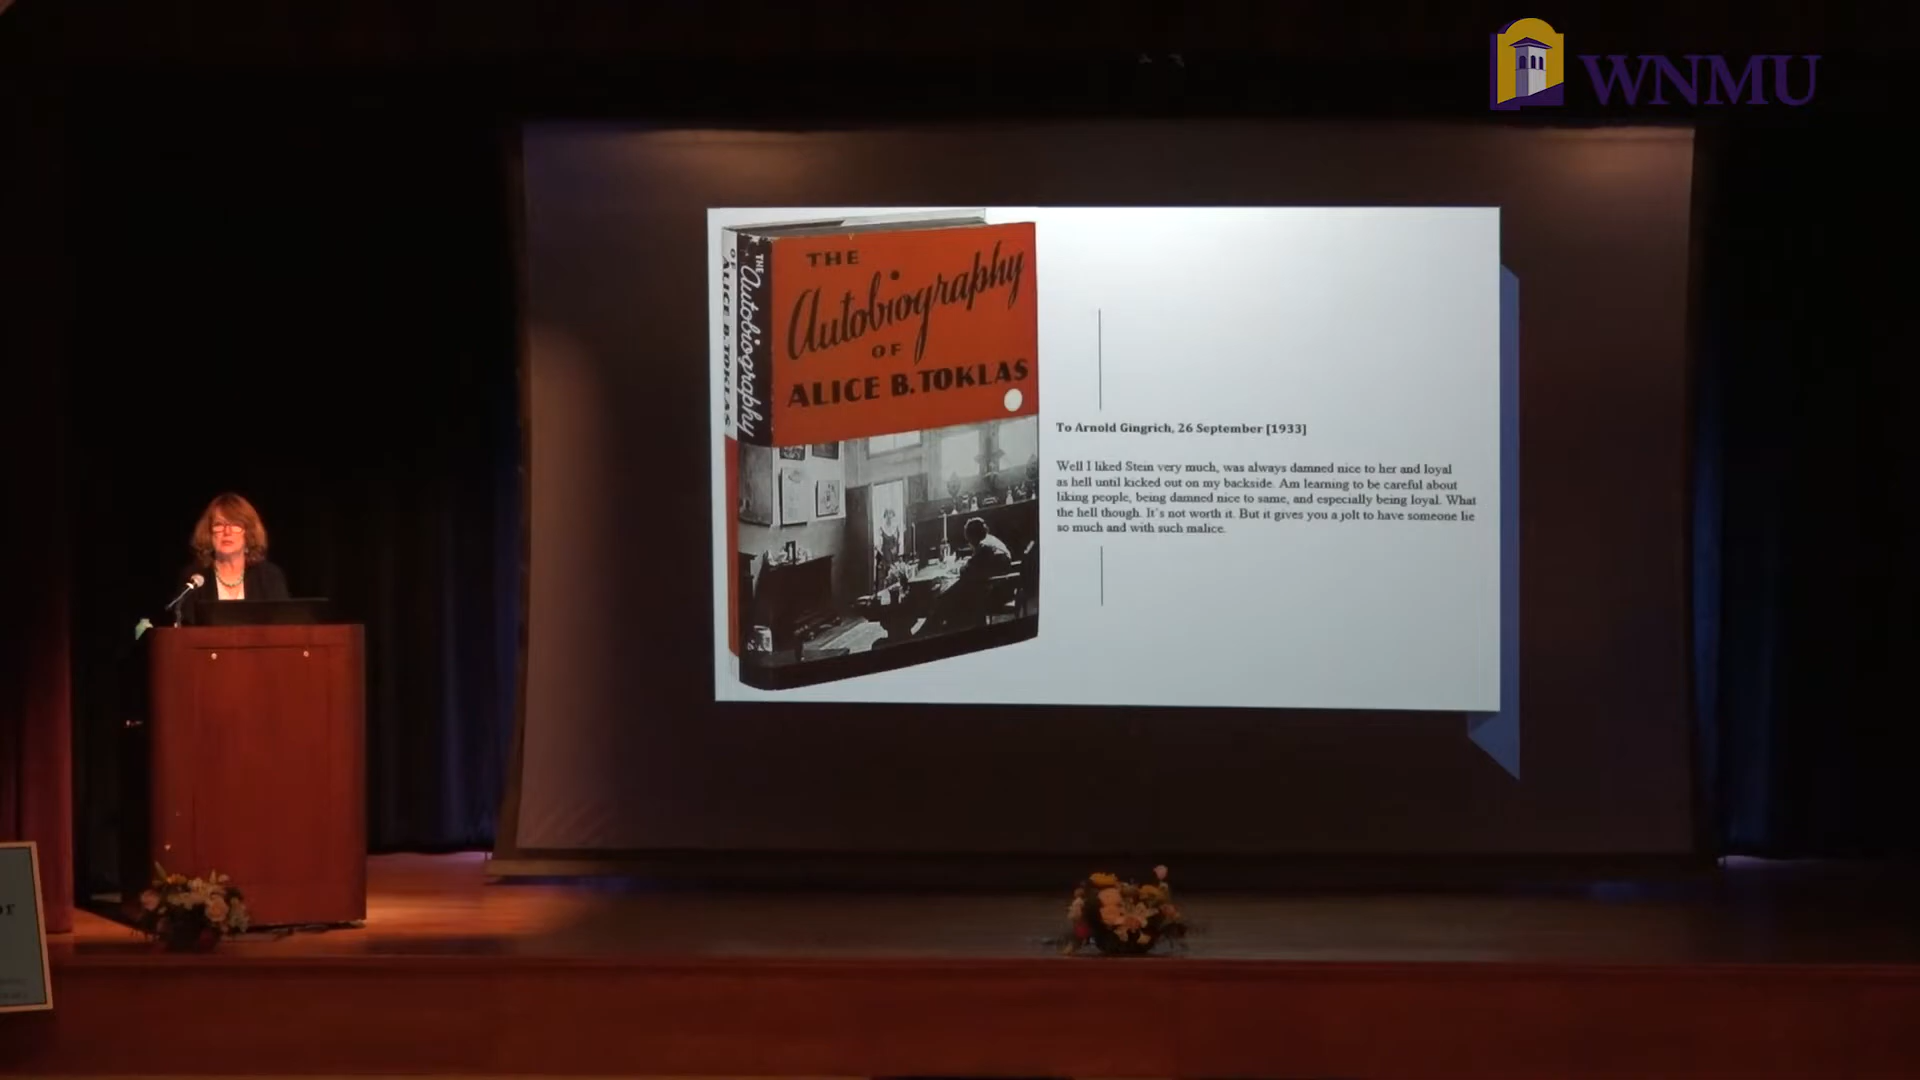 WNMU
THE
Autobiography
OF
ALICE B. TOKLAS
THE
Autobiography
OF
ALICE B. TOKLAS
To Arnold Gingrich, 26 September [1933]
Well I liked Stein very much, was always damned nice to her and loyal
as hell until kicked out on my backside. Am learning to be careful about
liking people, being damned nice to same, and especially being loyal. What
the hell though. It's not worth it. But it gives you a jolt to have someone lie
so much and with such malice.